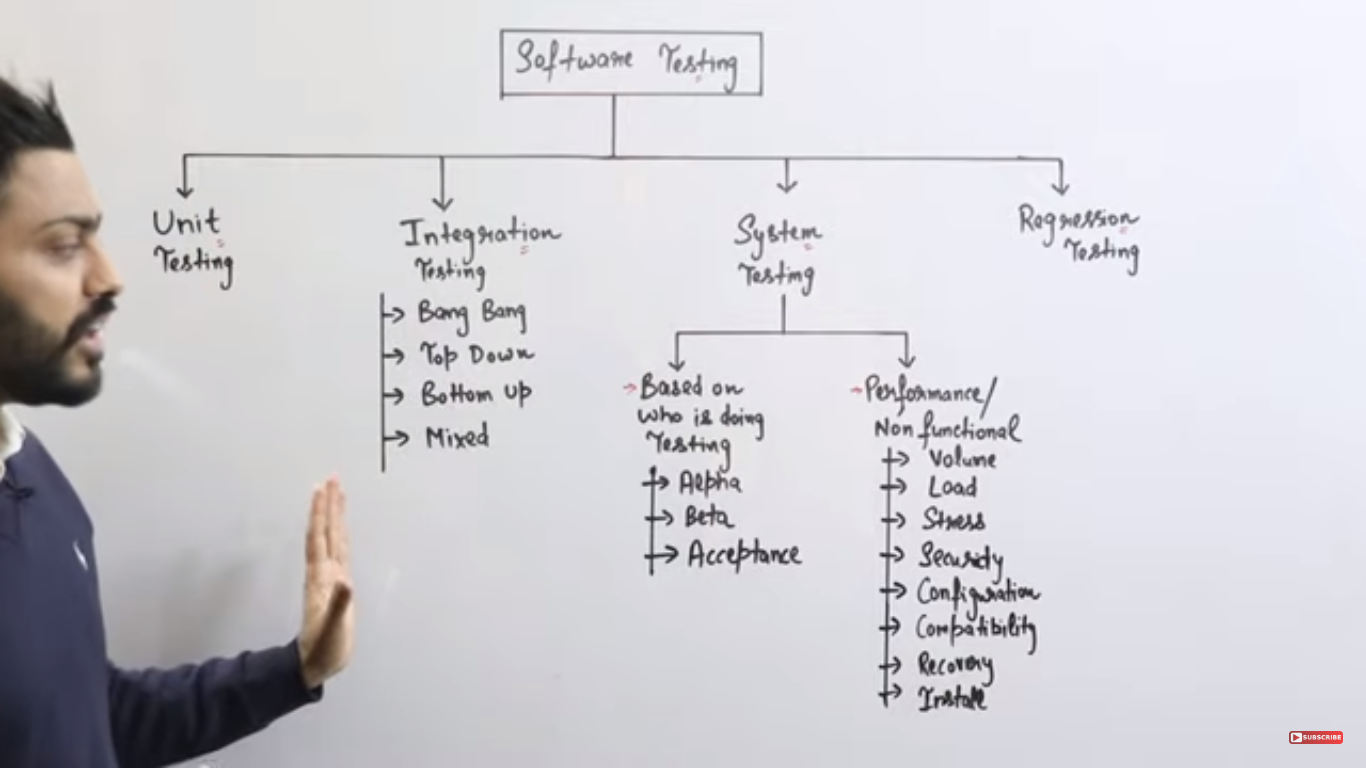 Software Testing
Unit
Testing
Integration
Testing
Bang Bang
Top Down
Bottom up
Mixed
System
Testing
Based on
who is doing
Testing
Alpha
Beta
Acceptance
Performance/
Non functional
Volume
Load
Stress
Security
Configuration
Compatibility
Recovery
Install
Regression
Testing
SUBSCRIBE